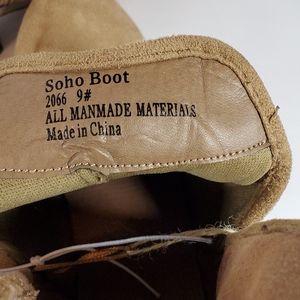 Soho Boot
2066 9#
ALL MANMADE MATERIALS
Made in China